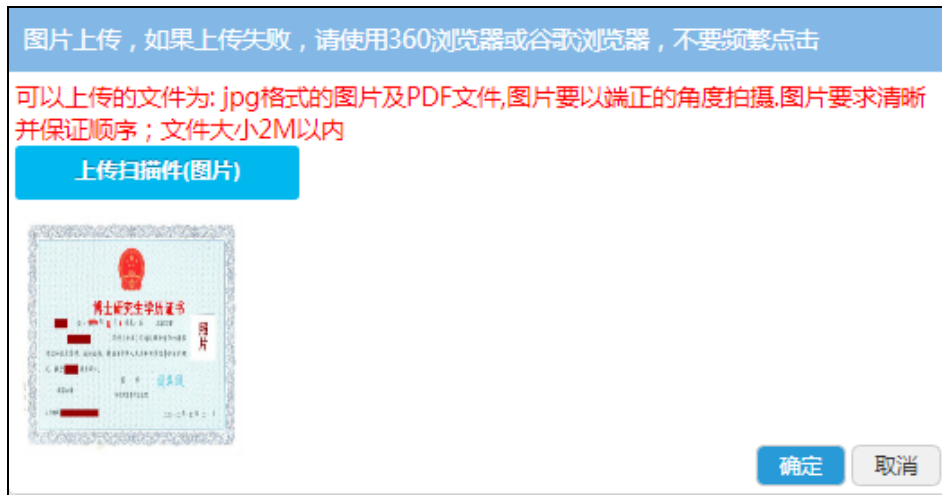 图片上传，如果上传失败，请使用360浏览器或谷歌浏览器，不要频繁点击
可以上传的文件为: jpg格式的图片及PDF文件,图片要以端正的角度拍摄.图片要求清晰
并保证顺序；文件大小2M以内
上传扫描件(图片)
博士研究生学历证书
照片
确定
取消